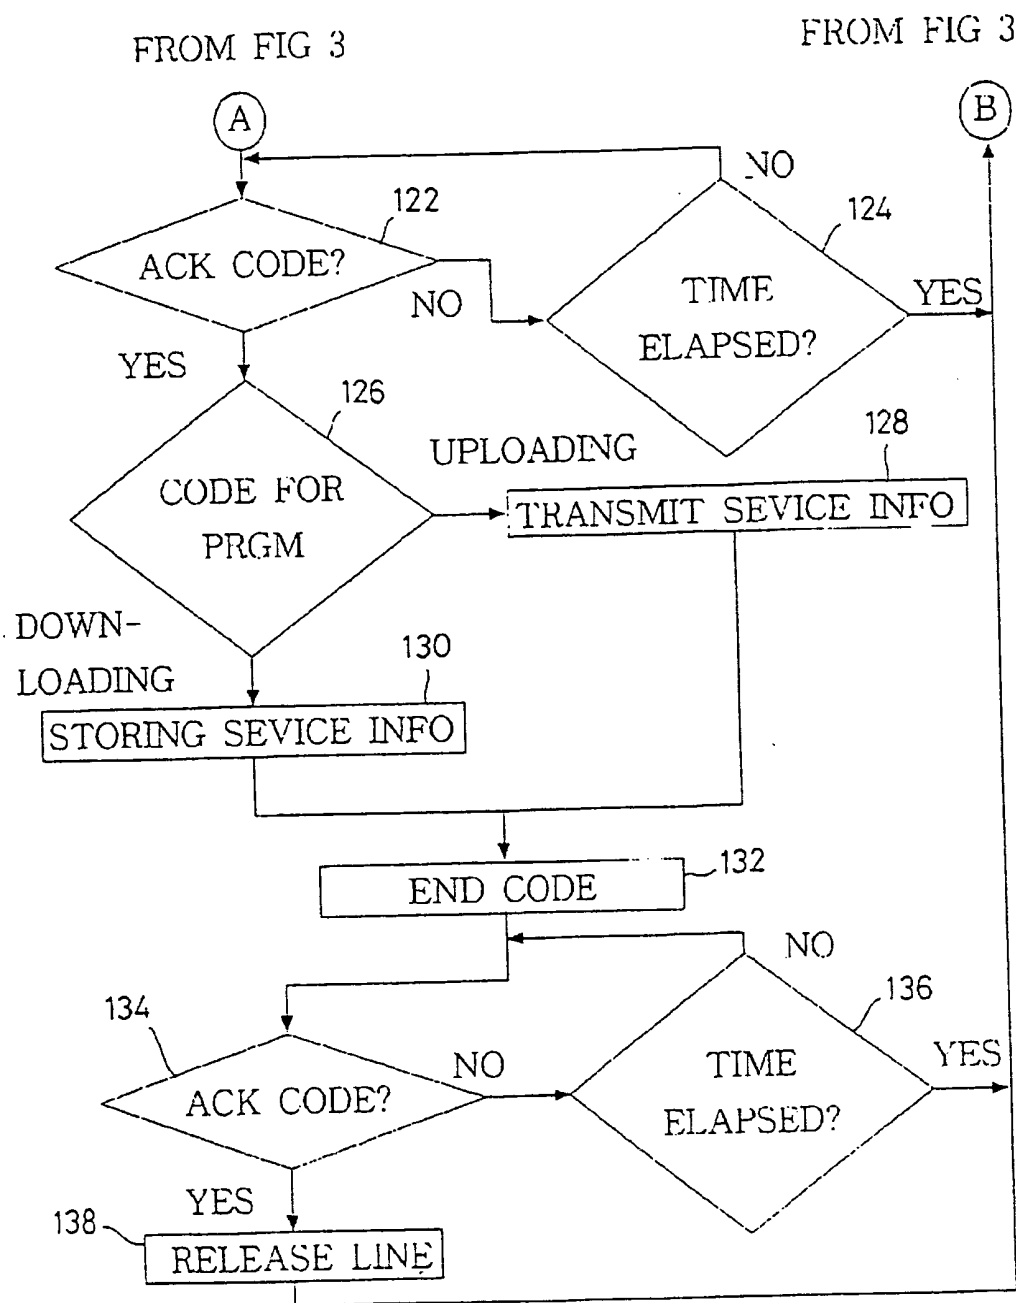 FROM FIG 3
FROM FIG 3
A
B
NO
122
124
ACK CODE?
TIME
ELAPSED?
YES
NO
YES
126
128
UPLOADING
CODE FOR
PRGM
TRANSMIT SEVICE INFO
DOWN-
LOADING
130
STORING SEVICE INFO
132
END CODE
NO
134
136
ACK CODE?
NO
TIME
ELAPSED?
YES
YES
138
RELEASE LINE